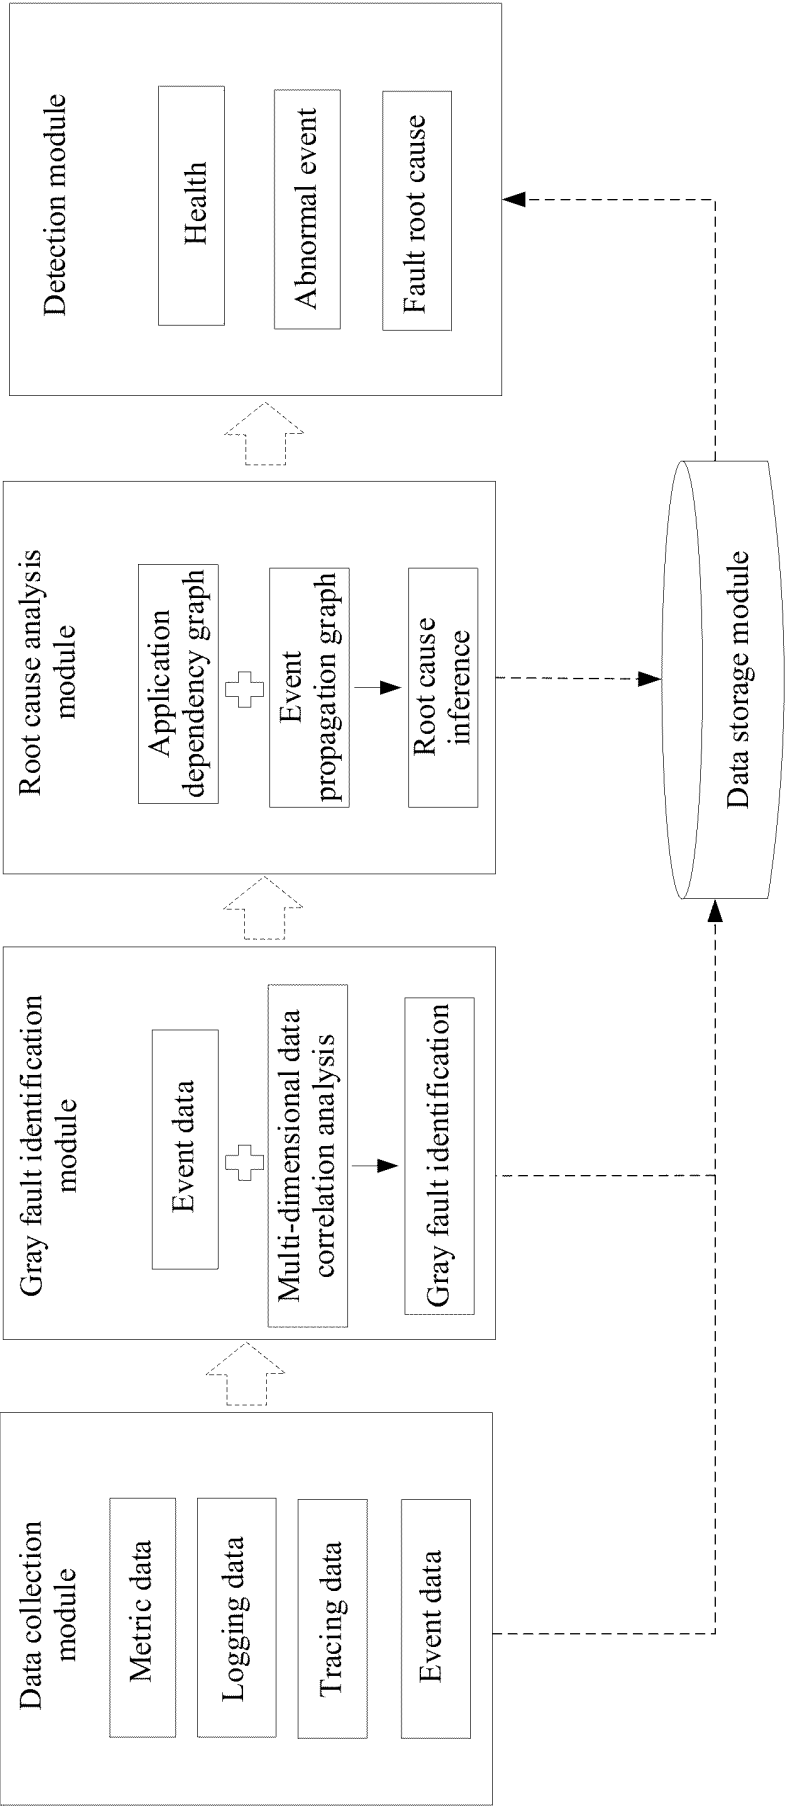 Data collection
module
Metric data
Logging data
Tracing data
Event data
Gray fault identification
module
Event data
Multi-dimensional data
correlation analysis
Gray fault identification
Root cause analysis
module
Application
dependency graph
Event
propagation graph
Root cause
inference
Detection module
Health
Abnormal event
Fault root cause
Data storage module